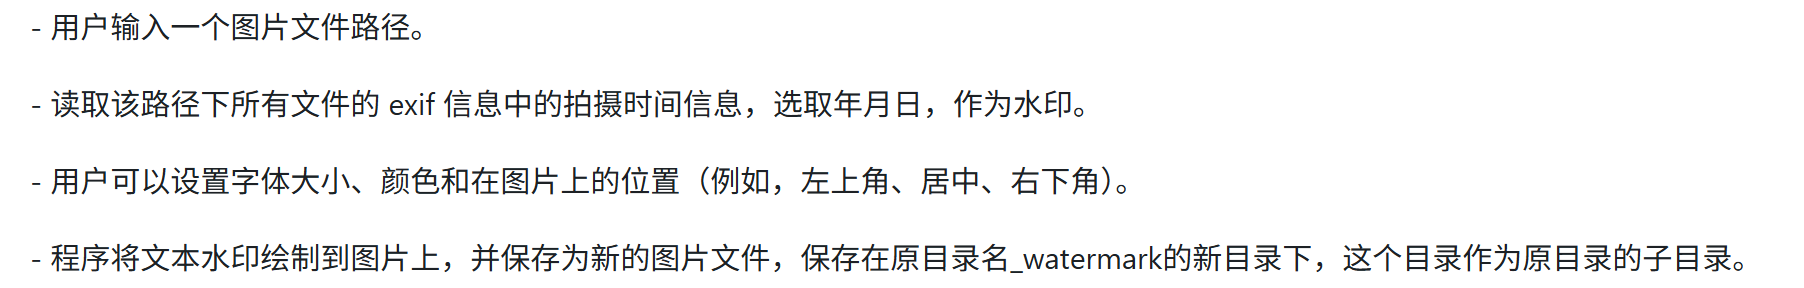 - 用户输入一个图片文件路径。
- 读取该路径下所有文件的 exif 信息中的拍摄时间信息，选取年月日，作为水印。
- 用户可以设置字体大小、颜色和在图片上的位置（例如，左上角、居中、右下角）。
- 程序将文本水印绘制到图片上，并保存为新的图片文件，保存在原目录名_watermark的新目录下，这个目录作为原目录的子目录。